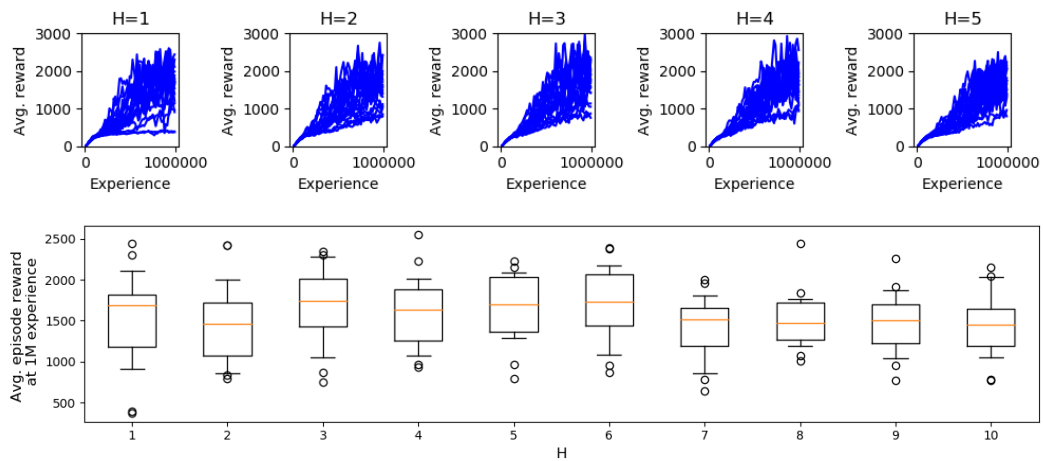 H=1 H=2 H=3 H=4 H=5
3000 3000 3000 3000 3000
2000 2000 2000 2000 2000
1000 1000 1000 1000 1000
0 0 0 0 0
Avg. reward Avg. reward Avg. reward Avg. reward Avg. reward
0 1000000 0 1000000 0 1000000 0 1000000 0 1000000
Experience Experience Experience Experience Experience
Avg. episode reward
at 1M experience
2500
2000
1500
1000
500
1 2 3 4 5 6 7 8 9 10
H